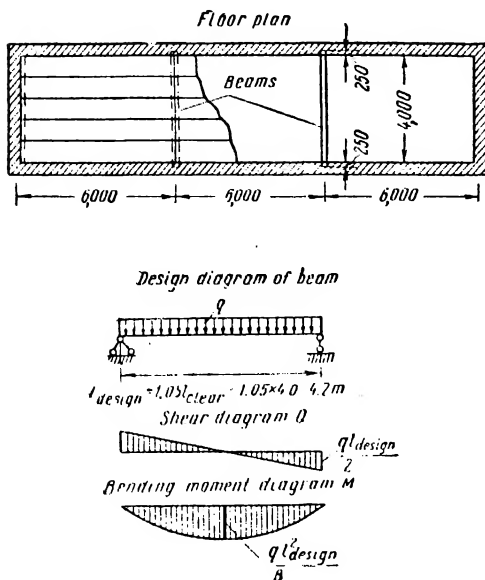 Floor plan
Beams
250
4,000
250
6,000 6,000 6,000
Design diagram of beam
q
l design = 1.05 l clear = 1.05×4.0 4.2m
Shear diagram Q
ql design
2
Bending moment diagram M
ql² design
8